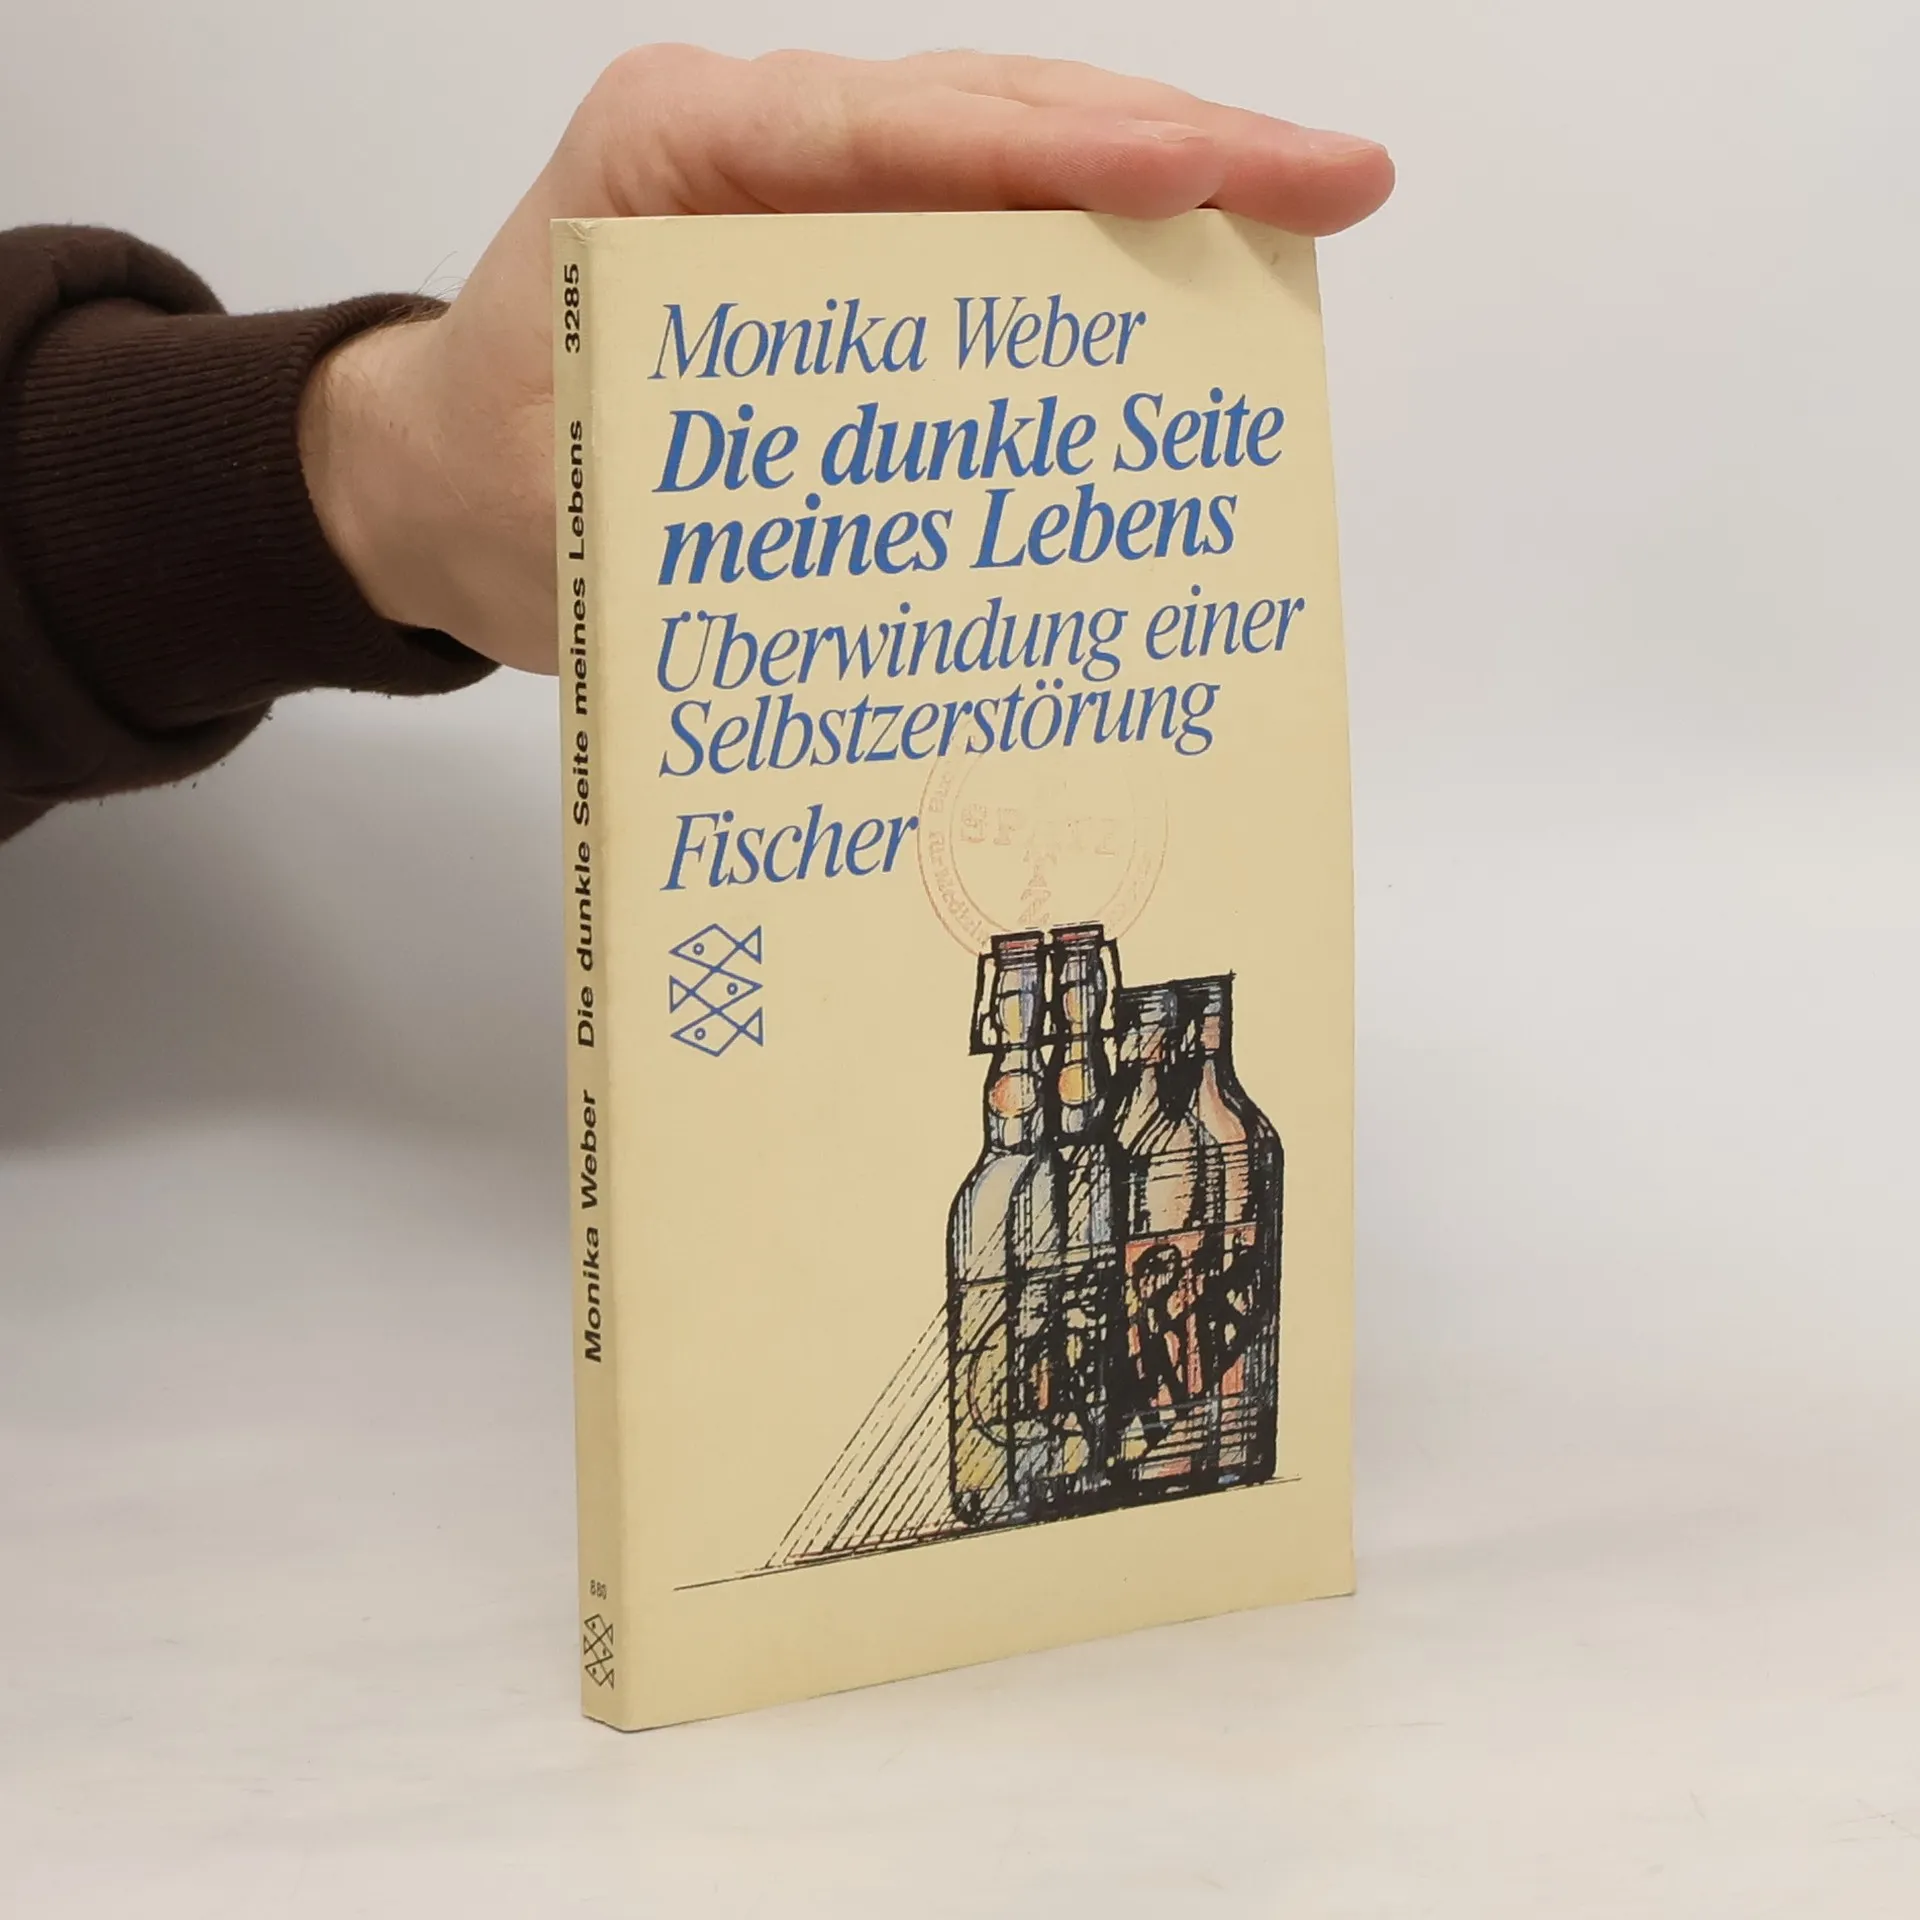 Monika Weber
Die dunkle Seite
meines Lebens
Überwindung einer
Selbstzerstörung
Fischer
Monika Weber Die dunkle Seite meines Lebens 3285
880